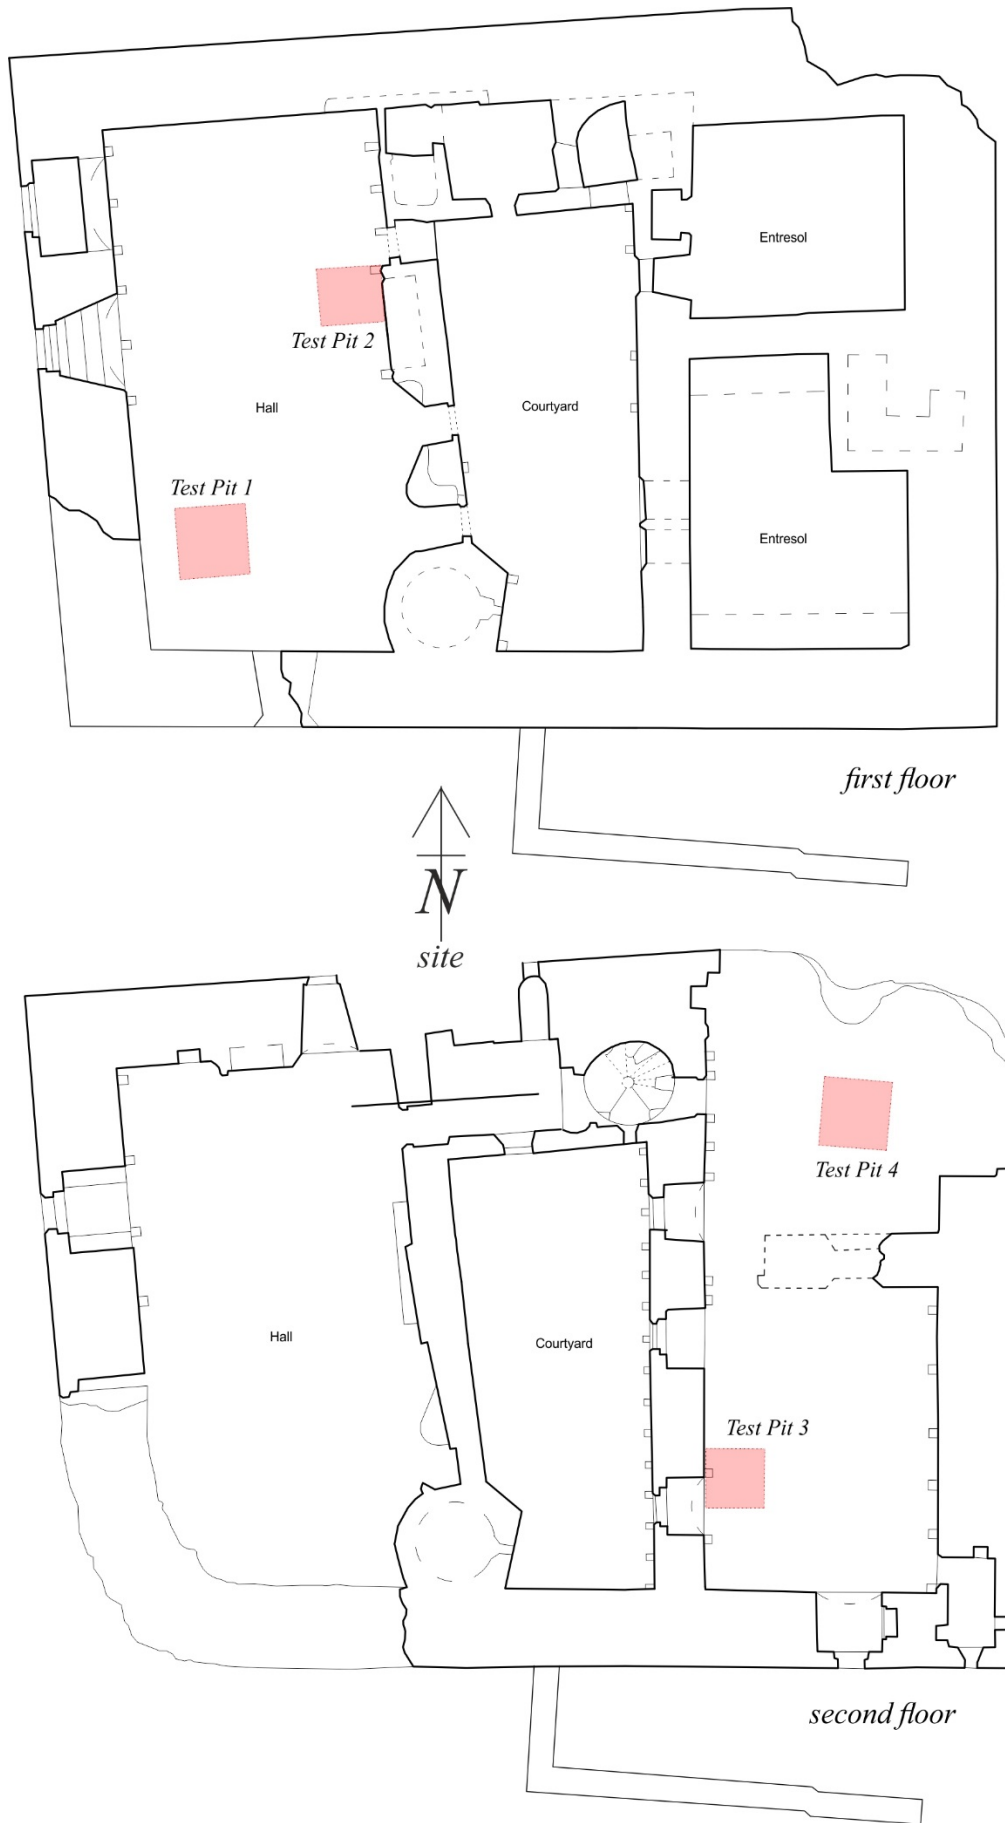 Entresol
Test Pit 2
Hall
Courtyard
Test Pit 1
Entresol
first floor
N
site
Test Pit 4
Hall
Courtyard
Test Pit 3
second floor